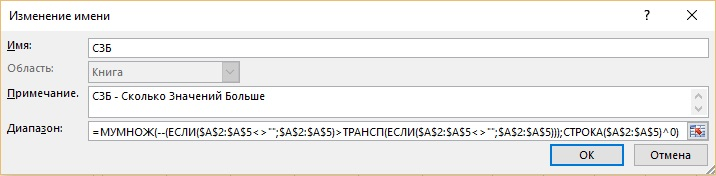 Изменение имени
?
Имя: СЗБ
Область: Книга
Примечание. СЗБ - Сколько Значений Больше
Диапазон: =МУМНОЖ(--(ЕСЛИ($A$2:$A$5<>"";$A$2:$A$5)>ТРАНСП(ЕСЛИ($A$2:$A$5<>"";$A$2:$A$5)));СТРОКА($A$2:$A$5)^0)
ОК Отмена